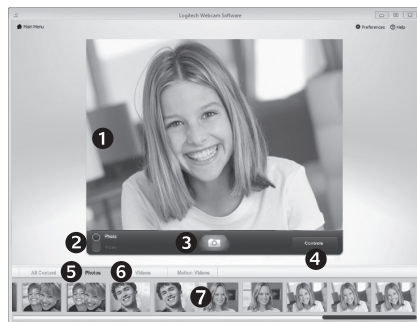 Logitech Webcam Software
Main Menu
Preferences
Help
1
2
Photo
3
Controls
4
All Content
5
Photos
6
Videos
Motion Videos
7